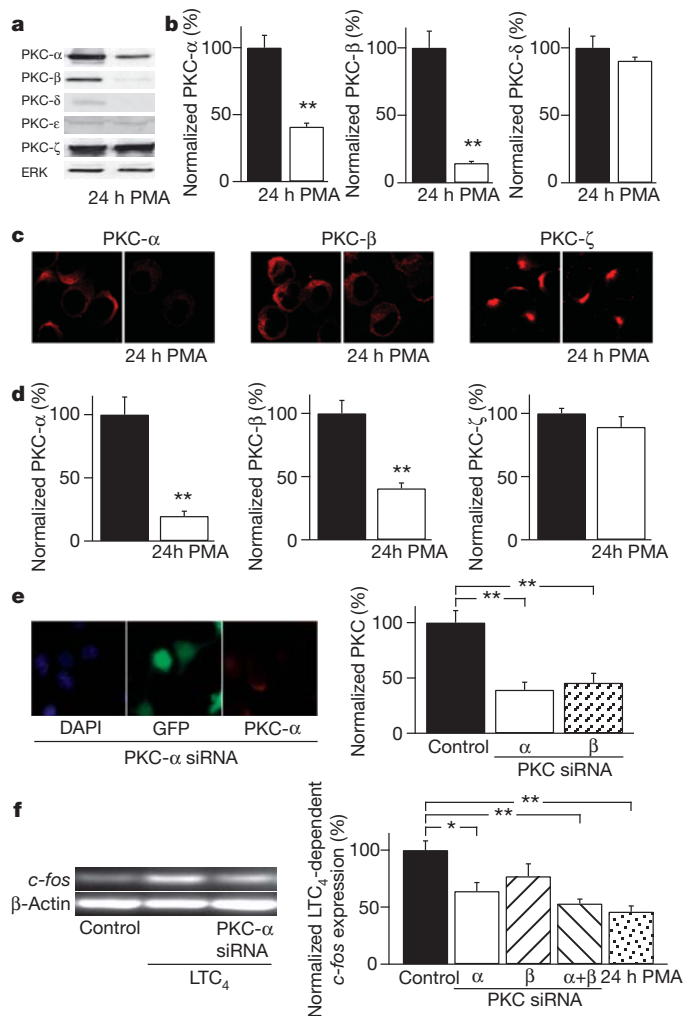 a
PKC-α
PKC-β
PKC-δ
PKC-ε
PKC-ζ
ERK
24 h PMA
b
Normalized PKC-α (%)
100
50
0
**
24 h PMA
Normalized PKC-β (%)
100
50
0
**
24 h PMA
Normalized PKC-δ (%)
100
50
0
24 h PMA
c
PKC-α
24 h PMA
PKC-β
24 h PMA
PKC-ζ
24 h PMA
d
Normalized PKC-α (%)
100
50
0
**
24h PMA
Normalized PKC-β (%)
100
50
0
**
24h PMA
Normalized PKC-ζ (%)
100
50
0
24h PMA
e
DAPI
GFP
PKC-α
PKC-α siRNA
Normalized PKC (%)
100
50
0
**
**
Control
α
β
PKC siRNA
f
c-fos
β-Actin
Control
PKC-α
siRNA
LTC4
Normalized LTC4-dependent
c-fos expression (%)
100
50
0
**
**
*
Control
α
β
α+β
24 h PMA
PKC siRNA